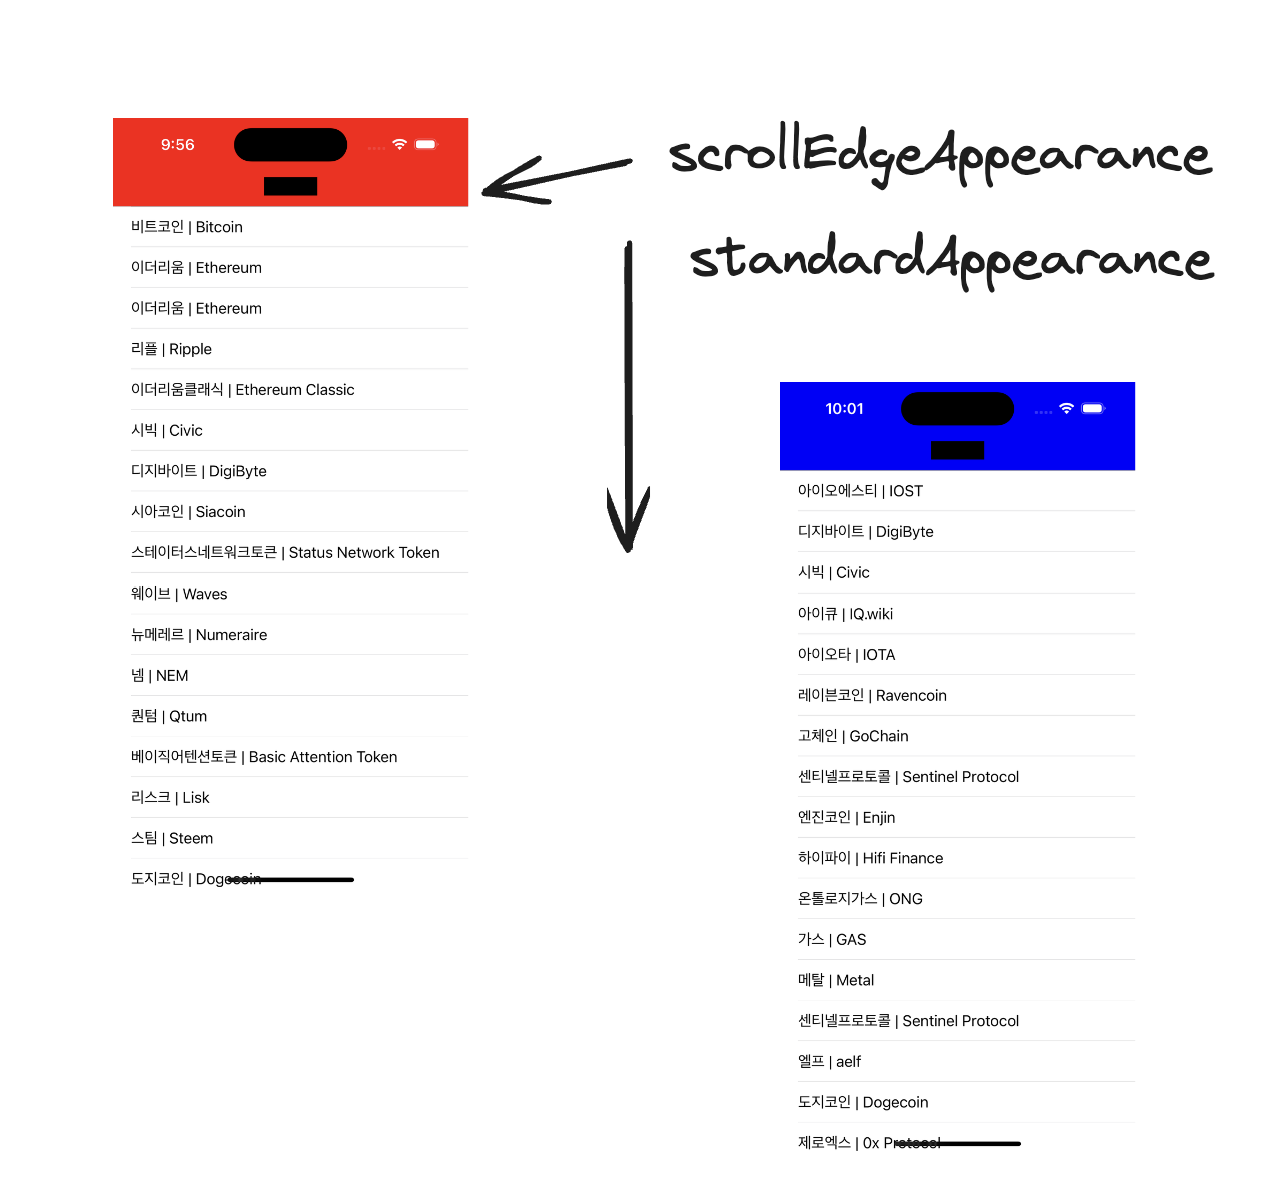 9:56
scrollEdgeAppearance
standardAppearance
비트코인 | Bitcoin
이더리움 | Ethereum
이더리움 | Ethereum
리플 | Ripple
이더리움클래식 | Ethereum Classic
시빅 | Civic
디지바이트 | DigiByte
시아코인 | Siacoin
스테이터스네트워크토큰 | Status Network Token
웨이브 | Waves
뉴메레르 | Numeraire
넴 | NEM
퀀텀 | Qtum
베이직어텐션토큰 | Basic Attention Token
리스크 | Lisk
스팀 | Steem
도지코인 | Dogecoin
10:01
아이오에스티 | IOST
디지바이트 | DigiByte
시빅 | Civic
아이큐 | IQ.wiki
아이오타 | IOTA
레이븐코인 | Ravencoin
고체인 | GoChain
센티넬프로토콜 | Sentinel Protocol
엔진코인 | Enjin
하이파이 | Hifi Finance
온톨로지가스 | ONG
가스 | GAS
메탈 | Metal
센티넬프로토콜 | Sentinel Protocol
엘프 | aelf
도지코인 | Dogecoin
제로엑스 | 0x Protocol